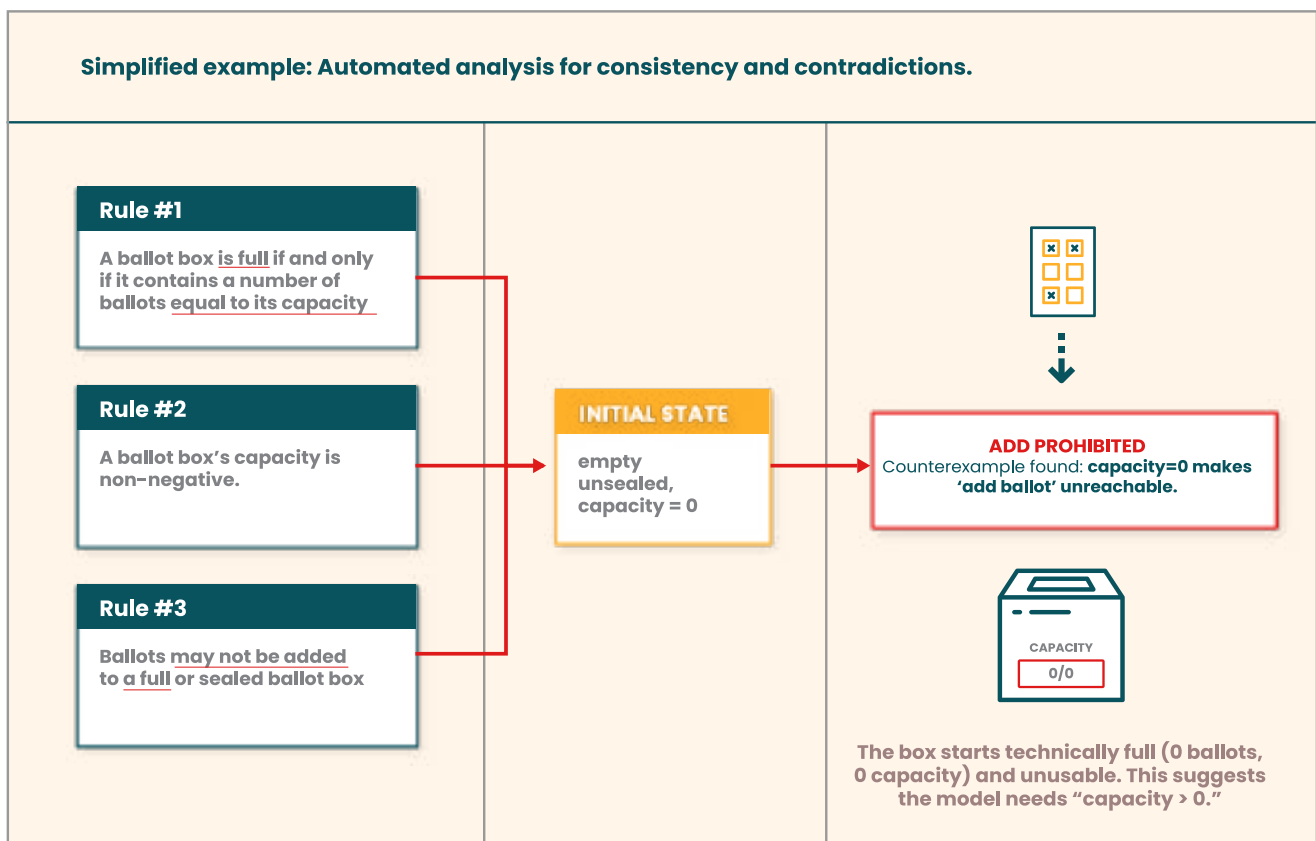 Simplified example: Automated analysis for consistency and contradictions.
Rule #1
A ballot box is full if and only
if it contains a number of
ballots equal to its capacity
Rule #2
A ballot box’s capacity is
non-negative.
Rule #3
Ballots may not be added
to a full or sealed ballot box
INITIAL STATE
empty
unsealed,
capacity = 0
ADD PROHIBITED
Counterexample found: capacity=0 makes
‘add ballot’ unreachable.
CAPACITY
0/0
The box starts technically full (0 ballots,
0 capacity) and unusable. This suggests
the model needs “capacity > 0.”